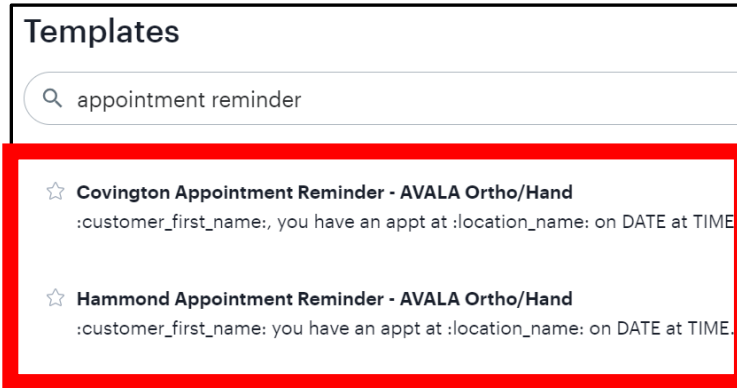 Templates
appointment reminder
Covington Appointment Reminder - AVALA Ortho/Hand
:customer_first_name:, you have an appt at :location_name: on DATE at TIME
Hammond Appointment Reminder - AVALA Ortho/Hand
:customer_first_name: you have an appt at :location_name: on DATE at TIME.